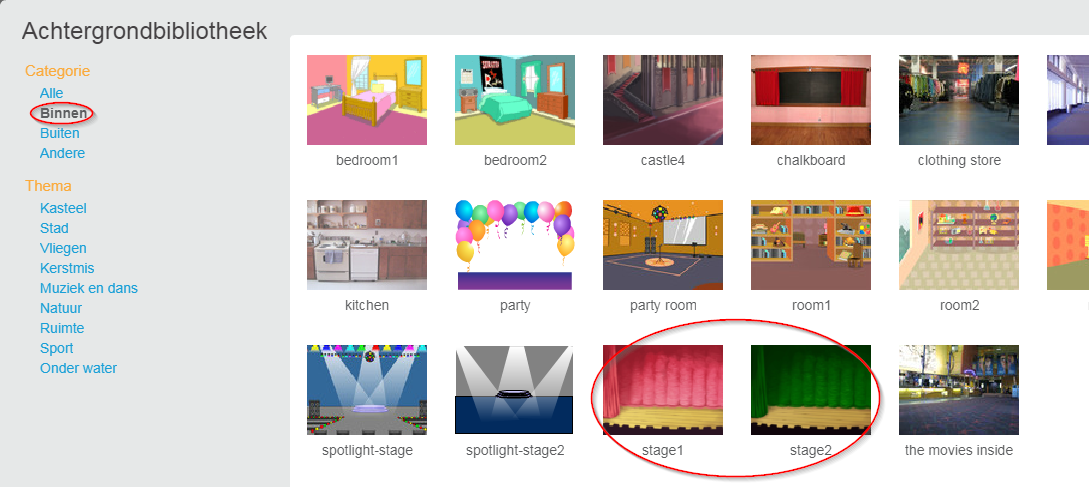 Achtergrondbibliotheek
Categorie
Alle
Binnen
Buiten
Andere
Thema
Kasteel
Stad
Vliegen
Kerstmis
Muziek en dans
Natuur
Ruimte
Sport
Onder water
bedroom1 bedroom2 castle4 chalkboard clothing store
kitchen party party room room1 room2
spotlight-stage spotlight-stage2 stage1 stage2 the movies inside